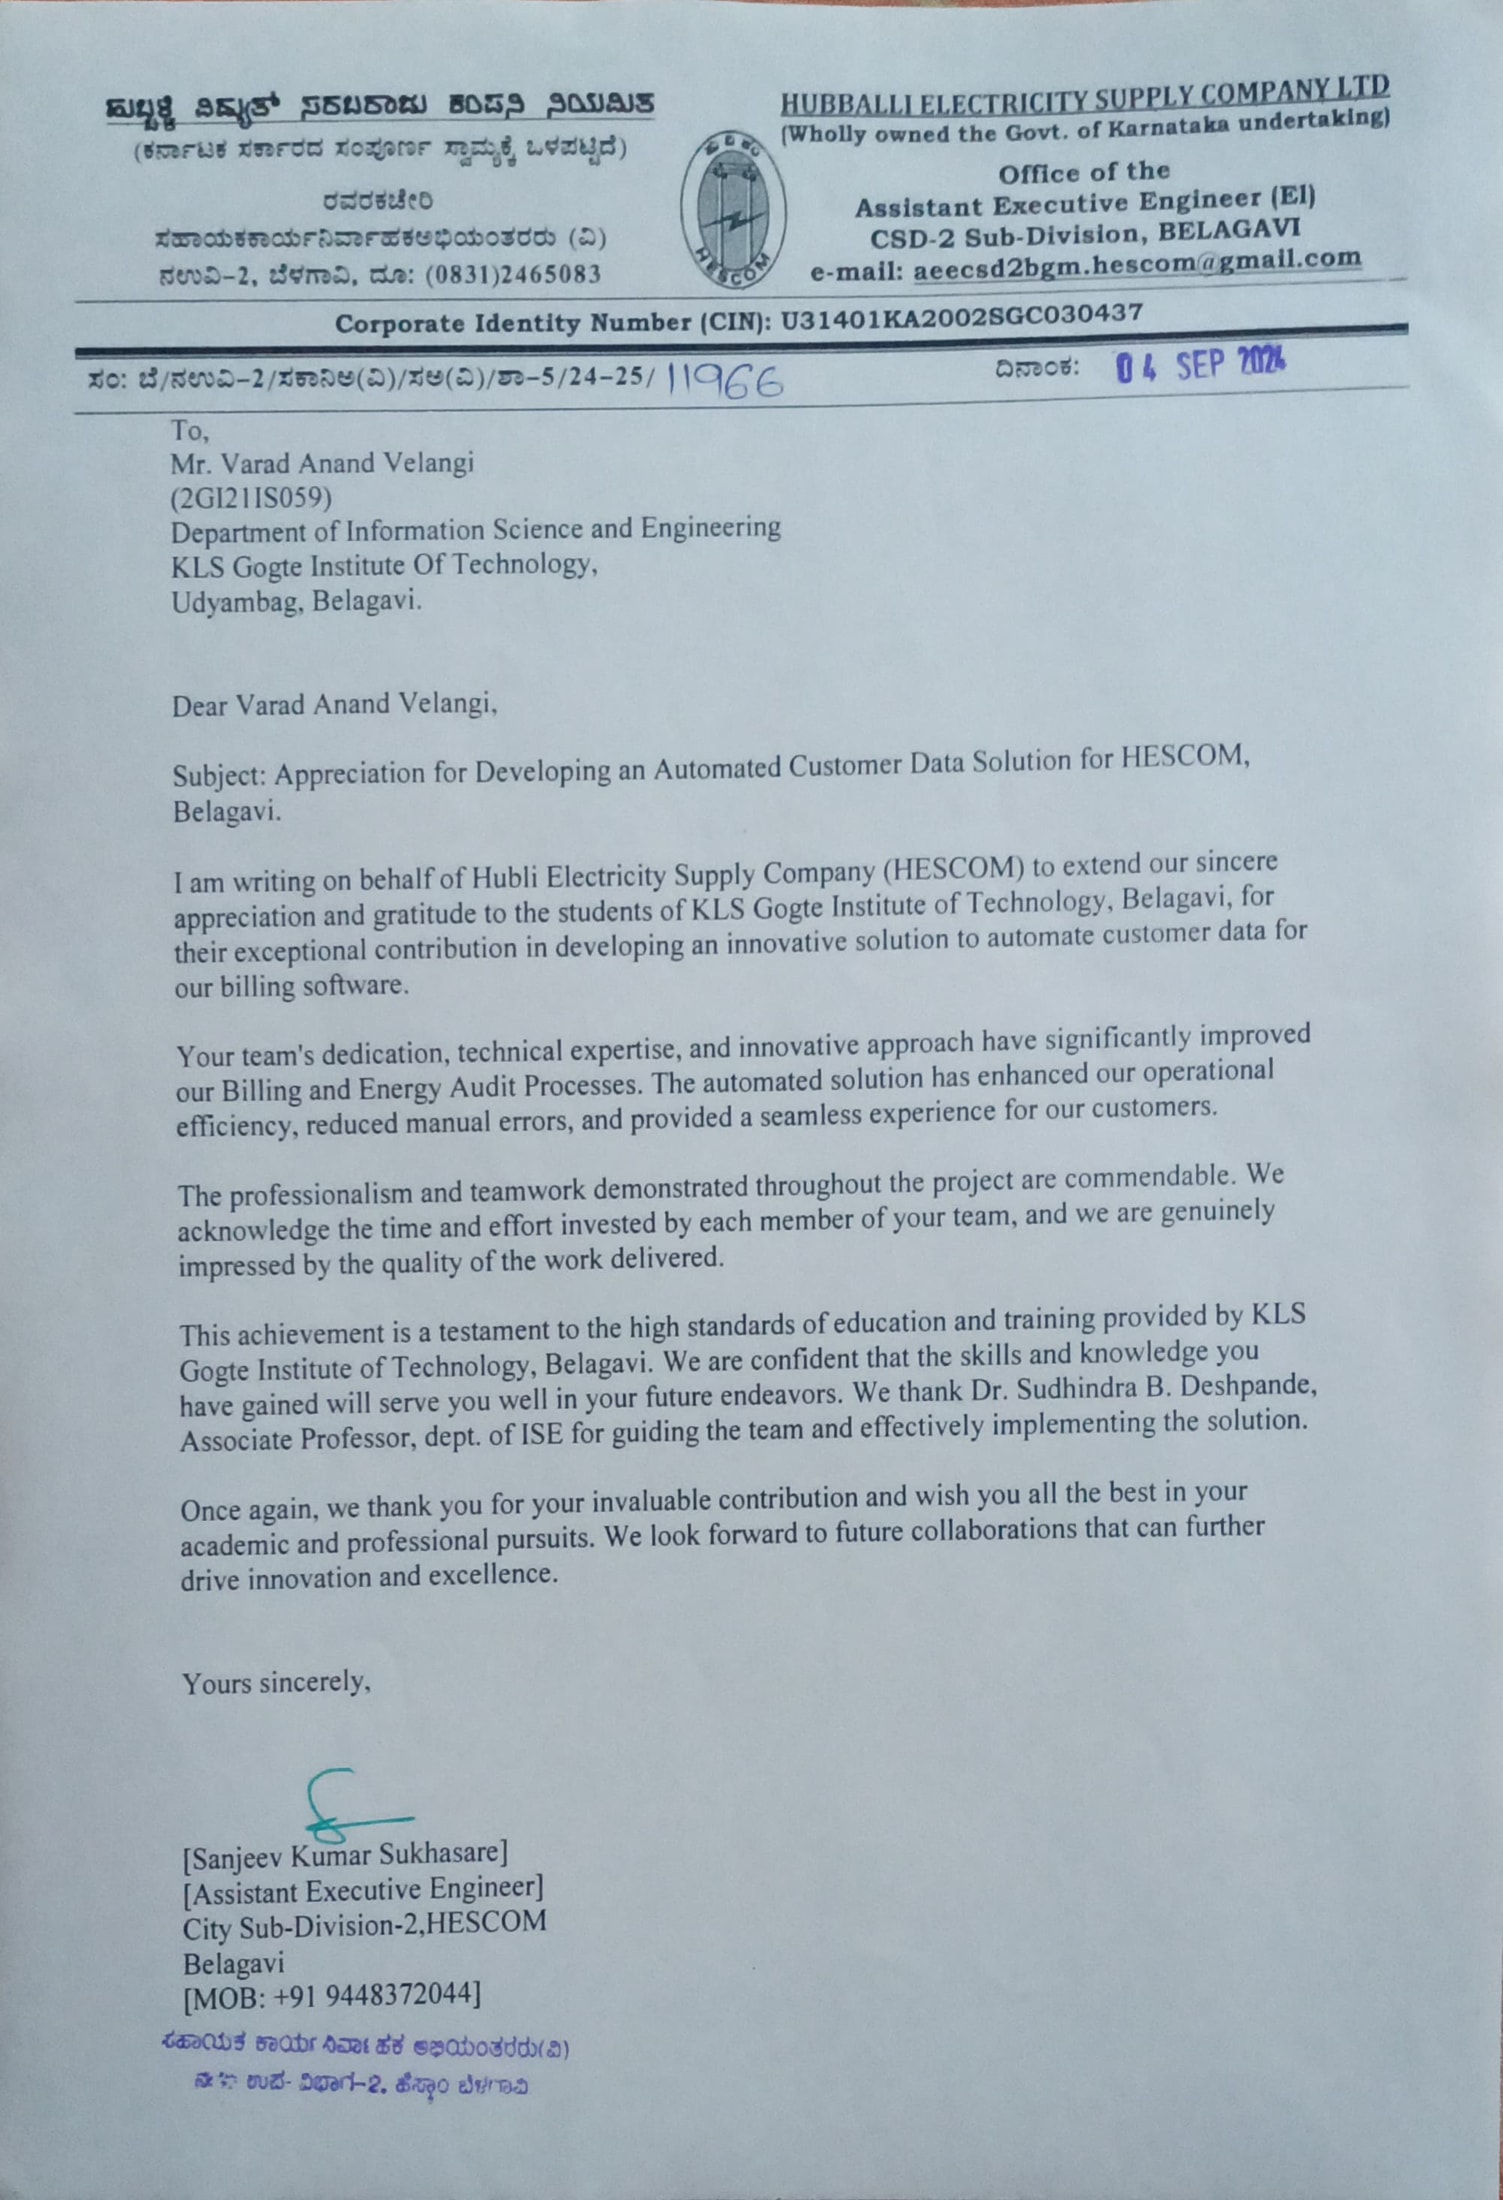 ಹುಬ್ಬಳ್ಳಿ ವಿದ್ಯುತ್ ಸರಬರಾಜು ಕಂಪನಿ ನಿಯಮಿತ
(ಕರ್ನಾಟಕ ಸರ್ಕಾರದ ಸಂಪೂರ್ಣ ಸ್ವಾಮ್ಯಕ್ಕೆ ಒಳಪಟ್ಟಿದೆ)
ರವರಕಚೇರಿ
ಸಹಾಯಕಕಾರ್ಯನಿರ್ವಾಹಕಅಭಿಯಂತರರು (ವಿ)
ನಉವಿ-2, ಬೆಳಗಾವಿ, ದೂ: (0831)2465083
HESCOM
HUBBALLI ELECTRICITY SUPPLY COMPANY LTD
(Wholly owned the Govt. of Karnataka undertaking)
Office of the
Assistant Executive Engineer (El)
CSD-2 Sub-Division, BELAGAVI
e-mail: aeecsd2bgm.hescom@gmail.com
Corporate Identity Number (CIN): U31401KA2002SGC030437
ಸಂ: ಬೆ/ನಉವಿ-2/ಸಕಾನಿಅ(ವಿ)/ಸಅ(ವಿ)/ಶಾ-5/24-25/ 11966 ದಿನಾಂಕ: 04 SEP 2024
To,
Mr. Varad Anand Velangi
(2GI21IS059)
Department of Information Science and Engineering
KLS Gogte Institute Of Technology,
Udyambag, Belagavi.
Dear Varad Anand Velangi,
Subject: Appreciation for Developing an Automated Customer Data Solution for HESCOM,
Belagavi.
I am writing on behalf of Hubli Electricity Supply Company (HESCOM) to extend our sincere
appreciation and gratitude to the students of KLS Gogte Institute of Technology, Belagavi, for
their exceptional contribution in developing an innovative solution to automate customer data for
our billing software.
Your team's dedication, technical expertise, and innovative approach have significantly improved
our Billing and Energy Audit Processes. The automated solution has enhanced our operational
efficiency, reduced manual errors, and provided a seamless experience for our customers.
The professionalism and teamwork demonstrated throughout the project are commendable. We
acknowledge the time and effort invested by each member of your team, and we are genuinely
impressed by the quality of the work delivered.
This achievement is a testament to the high standards of education and training provided by KLS
Gogte Institute of Technology, Belagavi. We are confident that the skills and knowledge you
have gained will serve you well in your future endeavors. We thank Dr. Sudhindra B. Deshpande,
Associate Professor, dept. of ISE for guiding the team and effectively implementing the solution.
Once again, we thank you for your invaluable contribution and wish you all the best in your
academic and professional pursuits. We look forward to future collaborations that can further
drive innovation and excellence.
Yours sincerely,
[Sanjeev Kumar Sukhasare]
[Assistant Executive Engineer]
City Sub-Division-2,HESCOM
Belagavi
[MOB: +91 9448372044]
ಸಹಾಯಕ ಕಾರ್ಯನಿರ್ವಾಹಕ ಅಭಿಯಂತರರು(ವಿ)
ಉಪ-ವಿಭಾಗ-2. ಹೆಸ್ಕಾಂ ಬೆಳಗಾವಿ